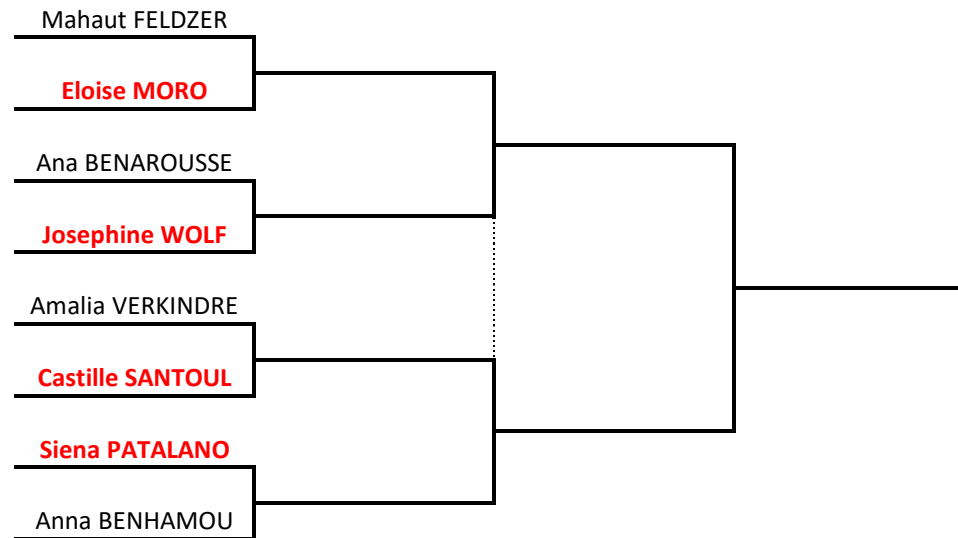 Mahaut FELDZER
Eloise MORO
Ana BENAROUSSE
Josephine WOLF
Amalia VERKINDRE
Castille SANTOUL
Siena PATALANO
Anna BENHAMOU